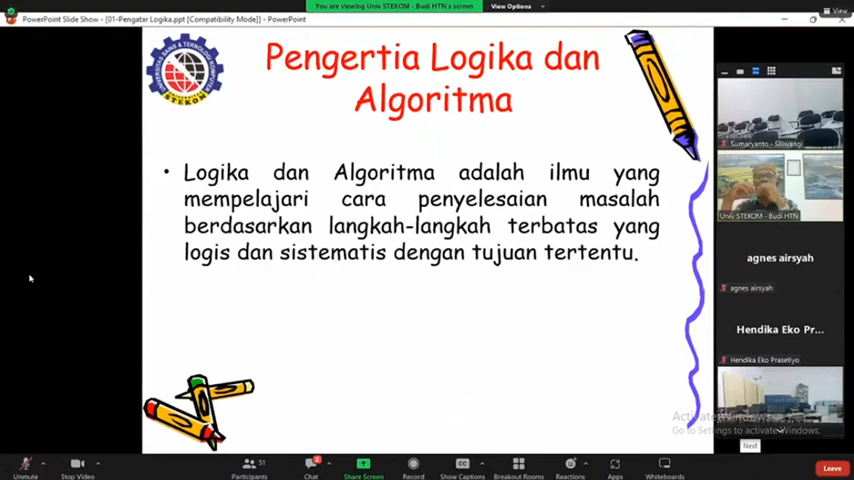 You are viewing Univ STEKOM - Budi HTN's screen
View Options
View
PowerPoint Slide Show - [01-Pengatar Logika.ppt [Compatibility Mode]] - PowerPoint
UNIVERSITAS SAINS & TEKNOLOGI KOMPUTER
STEKOM
Pengertia Logika dan
Algoritma
• Logika dan Algoritma adalah ilmu yang
mempelajari cara penyelesaian masalah
berdasarkan langkah-langkah terbatas yang
logis dan sistematis dengan tujuan tertentu.
Sumaryanto - Siliwangi
Univ STEKOM - Budi HTN
agnes airsyah
agnes airsyah
Hendika Eko Pr...
Hendika Eko Prasetiyo
Activate Windows
Go to Settings to activate Windows.
Next
Unmute
Stop Video
Participants
51
Chat
Share Screen
Record
Show Captions
Breakout Rooms
Reactions
Apps
Whiteboards
Leave